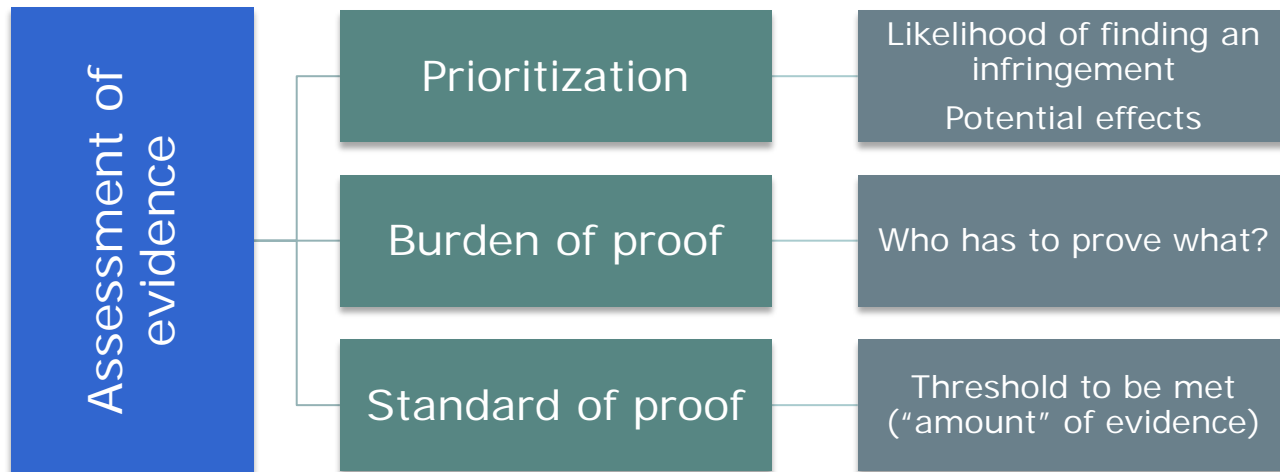 Assessment of
evidence
Prioritization
Likelihood of finding an
infringement
Potential effects
Burden of proof
Who has to prove what?
Standard of proof
Threshold to be met
(“amount” of evidence)